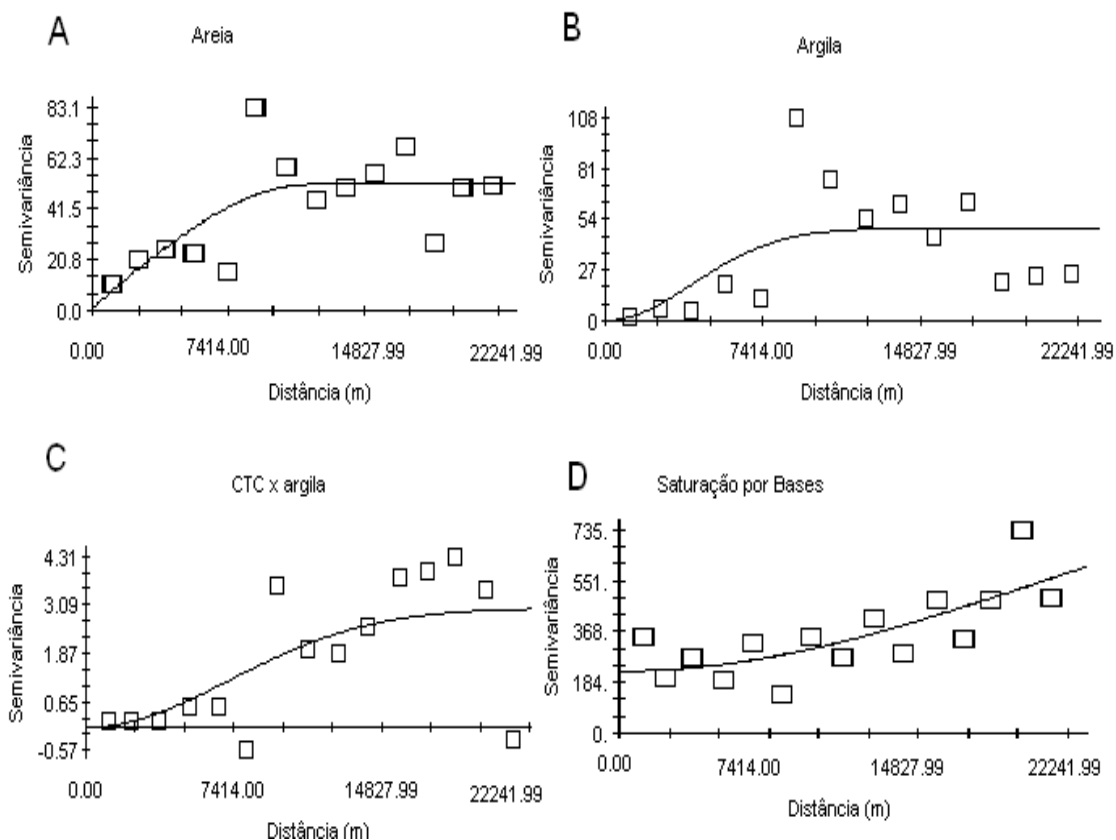 A
Areia
Semivariância
83.1
62.3
41.5
20.8
0.0
0.00 7414.00 14827.99 22241.99
Distância (m)
B
Argila
Semivariância
108
81
54
27
0
0.00 7414.00 14827.99 22241.99
Distância (m)
C
CTC x argila
Semivariância
4.31
3.09
1.87
0.65
-0.57
0.00 7414.00 14827.99 22241.99
Distância (m)
D
Saturação por Bases
Semivariância
735.
551.
368.
184.
0.
0.00 7414.00 14827.99 22241.99
Distância (m)